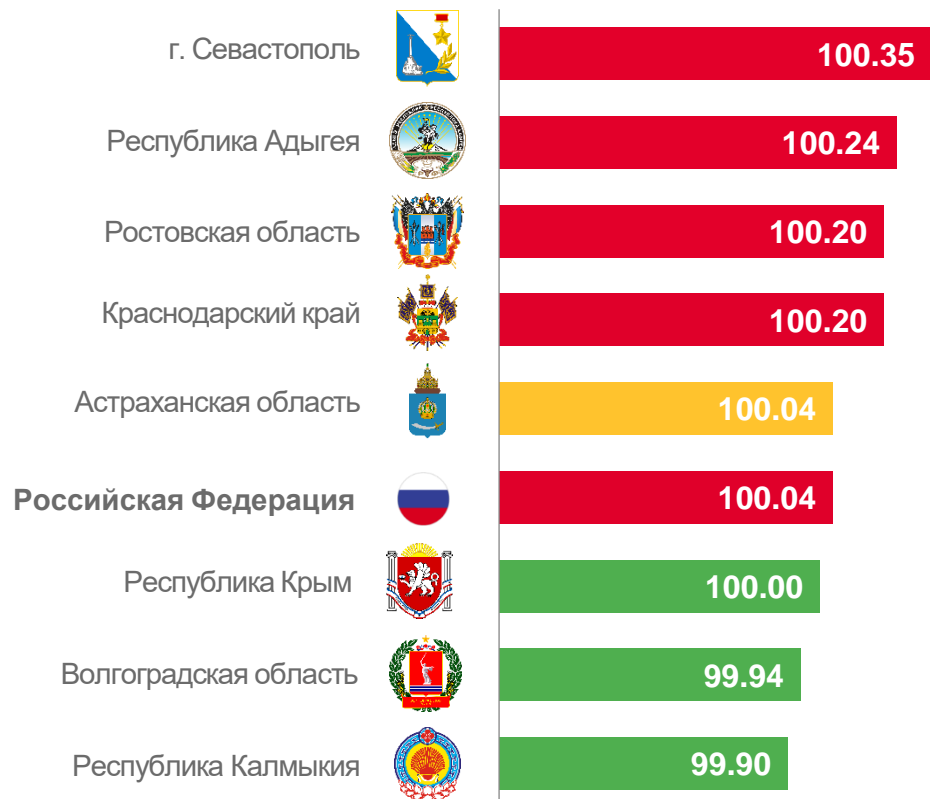 г. Севастополь 100.35
Республика Адыгея 100.24
Ростовская область 100.20
Краснодарский край 100.20
Астраханская область 100.04
Российская Федерация 100.04
Республика Крым 100.00
Волгоградская область 99.94
Республика Калмыкия 99.90